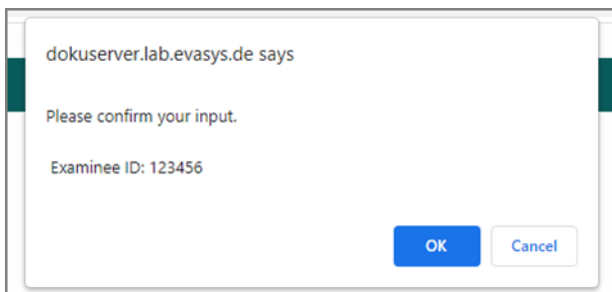 dokuserver.lab.evasys.de says
Please confirm your input.
Examinee ID: 123456
OK Cancel